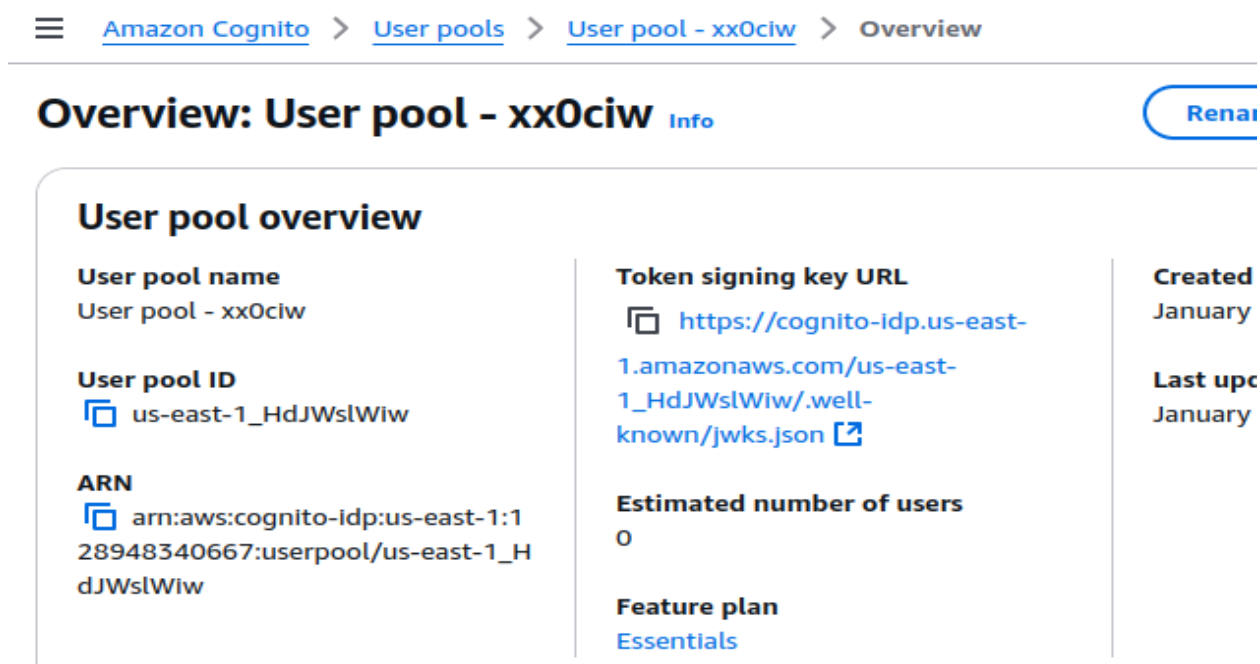 Amazon Cognito > User pools > User pool - xx0ciw > Overview
Overview: User pool - xx0ciw Info
Renar
User pool overview
User pool name
User pool - xx0ciw
User pool ID
us-east-1_HdJWslWiw
ARN
arn:aws:cognito-idp:us-east-1:1
28948340667:userpool/us-east-1_H
dJWslWiw
Token signing key URL
https://cognito-idp.us-east-
1.amazonaws.com/us-east-
1_HdJWslWiw/.well-
known/jwks.json
Estimated number of users
0
Feature plan
Essentials
Created
January
Last upd
January